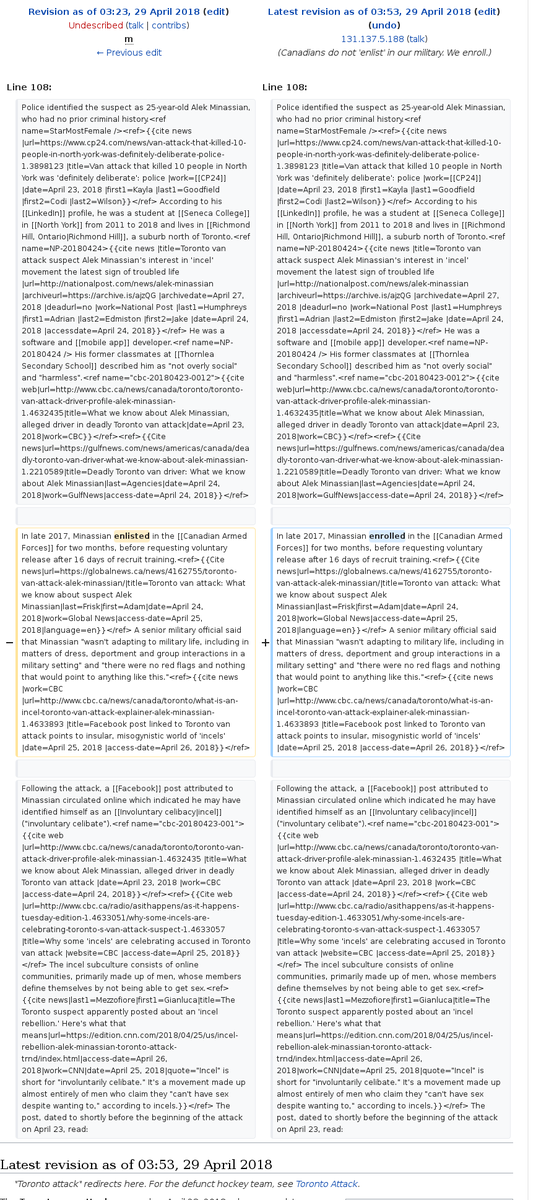 Revision as of 03:23, 29 April 2018 (edit)
Undescribed (talk | contribs)
m
← Previous edit
Latest revision as of 03:53, 29 April 2018 (edit)
(undo)
131.137.5.188 (talk)
(Canadians do not 'enlist' in our military. We enroll.)
Line 108:
Police identified the suspect as 25-year-old Alek Minassian,
who had no prior criminal history.<ref
name=StarMostFemale /><ref>{{cite news
|url=https://www.cp24.com/news/van-attack-that-killed-10-
people-in-north-york-was-definitely-deliberate-police-
1.3898123 |title=Van attack that killed 10 people in North
York was 'definitely deliberate': police |work=[[CP24]]
|date=April 23, 2018 |first1=Kayla |last1=Goodfield
|first2=Codi |last2=Wilson}}</ref> According to his
[[LinkedIn]] profile, he was a student at [[Seneca College]]
in [[North York]] from 2011 to 2018 and lives in [[Richmond
Hill, Ontario|Richmond Hill]], a suburb north of Toronto.<ref
name=NP-20180424>{{cite news |title=Toronto van
attack suspect Alek Minassian's interest in 'incel'
movement the latest sign of troubled life
|url=http://nationalpost.com/news/alek-minassian
|archiveurl=https://archive.is/ajzQG |archivedate=April 27,
2018 |deadurl=no |work=National Post |last1=Humphreys
|first1=Adrian |last2=Edmiston |first2=Jake |date=April 24,
2018 |accessdate=April 24, 2018}}</ref> He was a
software and [[mobile app]] developer.<ref name=NP-
20180424 /> His former classmates at [[Thornlea
Secondary School]] described him as "not overly social"
and "harmless".<ref name="cbc-20180423-0012">{{cite
web|url=http://www.cbc.ca/news/canada/toronto/toronto-
van-attack-driver-profile-alek-minassian-
1.4632435|title=What we know about Alek Minassian,
alleged driver in deadly Toronto van attack|date=April 23,
2018|work=CBC}}</ref><ref>{{Cite
news|url=https://gulfnews.com/news/americas/canada/dea
dly-toronto-van-driver-what-we-know-about-alek-minassian-
1.2210589|title=Deadly Toronto van driver: What we know
about Alek Minassian|last=Agencies|date=April 24,
2018|work=GulfNews|access-date=April 24, 2018}}</ref>
− In late 2017, Minassian enlisted in the [[Canadian Armed
Forces]] for two months, before requesting voluntary
release after 16 days of recruit training.<ref>{{Cite
news|url=https://globalnews.ca/news/4162755/toronto-
van-attack-alek-minassian/|title=Toronto van attack: What
we know about suspect Alek
Minassian|last=Frisk|first=Adam|date=April 24,
2018|work=Global News|access-date=April 25,
2018|language=en}}</ref> A senior military official said
that Minassian "wasn't adapting to military life, including in
matters of dress, deportment and group interactions in a
military setting" and "there were no red flags and nothing
that would point to anything like this."<ref>{{cite news
|work=CBC
|url=http://www.cbc.ca/news/canada/toronto/what-is-an-
incel-toronto-van-attack-explainer-alek-minassian-
1.4633893 |title=Facebook post linked to Toronto van
attack points to insular, misogynistic world of 'incels'
|date=April 25, 2018 |access-date=April 26, 2018}}</ref>
Following the attack, a [[Facebook]] post attributed to
Minassian circulated online which indicated he may have
identified himself as an [[Involuntary celibacy|incel]]
("involuntary celibate").<ref name="cbc-20180423-001">
{{cite web
|url=http://www.cbc.ca/news/canada/toronto/toronto-van-
attack-driver-profile-alek-minassian-1.4632435 |title=What
we know about Alek Minassian, alleged driver in deadly
Toronto van attack |date=April 23, 2018 |work=CBC
|access-date=April 24, 2018}}</ref><ref>{{Cite web
|url=http://www.cbc.ca/radio/asithappens/as-it-happens-
tuesday-edition-1.4633051/why-some-incels-are-
celebrating-toronto-s-van-attack-suspect-1.4633057
|title=Why some 'incels' are celebrating accused in Toronto
van attack |website=CBC |access-date=April 25, 2018}}
</ref> The incel subculture consists of online
communities, primarily made up of men, whose members
define themselves by not being able to get sex.<ref>
{{cite news|last1=Mezzofiore|first1=Gianluca|title=The
Toronto suspect apparently posted about an 'incel
rebellion.' Here's what that
means|url=https://edition.cnn.com/2018/04/25/us/incel-
rebellion-alek-minassian-toronto-attack-
trnd/index.html|access-date=April 26,
2018|work=CNN|date=April 25, 2018|quote="Incel" is
short for "involuntarily celibate." It's a movement made up
almost entirely of men who claim they "can't have sex
despite wanting to," according to incels.}}</ref> The
post, dated to shortly before the beginning of the attack
on April 23, read:
Line 108:
Police identified the suspect as 25-year-old Alek Minassian,
who had no prior criminal history.<ref
name=StarMostFemale /><ref>{{cite news
|url=https://www.cp24.com/news/van-attack-that-killed-10-
people-in-north-york-was-definitely-deliberate-police-
1.3898123 |title=Van attack that killed 10 people in North
York was 'definitely deliberate': police |work=[[CP24]]
|date=April 23, 2018 |first1=Kayla |last1=Goodfield
|first2=Codi |last2=Wilson}}</ref> According to his
[[LinkedIn]] profile, he was a student at [[Seneca College]]
in [[North York]] from 2011 to 2018 and lives in [[Richmond
Hill, Ontario|Richmond Hill]], a suburb north of Toronto.<ref
name=NP-20180424>{{cite news |title=Toronto van
attack suspect Alek Minassian's interest in 'incel'
movement the latest sign of troubled life
|url=http://nationalpost.com/news/alek-minassian
|archiveurl=https://archive.is/ajzQG |archivedate=April 27,
2018 |deadurl=no |work=National Post |last1=Humphreys
|first1=Adrian |last2=Edmiston |first2=Jake |date=April 24,
2018 |accessdate=April 24, 2018}}</ref> He was a
software and [[mobile app]] developer.<ref name=NP-
20180424 /> His former classmates at [[Thornlea
Secondary School]] described him as "not overly social"
and "harmless".<ref name="cbc-20180423-0012">{{cite
web|url=http://www.cbc.ca/news/canada/toronto/toronto-
van-attack-driver-profile-alek-minassian-
1.4632435|title=What we know about Alek Minassian,
alleged driver in deadly Toronto van attack|date=April 23,
2018|work=CBC}}</ref><ref>{{Cite
news|url=https://gulfnews.com/news/americas/canada/dea
dly-toronto-van-driver-what-we-know-about-alek-minassian-
1.2210589|title=Deadly Toronto van driver: What we know
about Alek Minassian|last=Agencies|date=April 24,
2018|work=GulfNews|access-date=April 24, 2018}}</ref>
+ In late 2017, Minassian enrolled in the [[Canadian Armed
Forces]] for two months, before requesting voluntary
release after 16 days of recruit training.<ref>{{Cite
news|url=https://globalnews.ca/news/4162755/toronto-
van-attack-alek-minassian/|title=Toronto van attack: What
we know about suspect Alek
Minassian|last=Frisk|first=Adam|date=April 24,
2018|work=Global News|access-date=April 25,
2018|language=en}}</ref> A senior military official said
that Minassian "wasn't adapting to military life, including in
matters of dress, deportment and group interactions in a
military setting" and "there were no red flags and nothing
that would point to anything like this."<ref>{{cite news
|work=CBC
|url=http://www.cbc.ca/news/canada/toronto/what-is-an-
incel-toronto-van-attack-explainer-alek-minassian-
1.4633893 |title=Facebook post linked to Toronto van
attack points to insular, misogynistic world of 'incels'
|date=April 25, 2018 |access-date=April 26, 2018}}</ref>
Following the attack, a [[Facebook]] post attributed to
Minassian circulated online which indicated he may have
identified himself as an [[Involuntary celibacy|incel]]
("involuntary celibate").<ref name="cbc-20180423-001">
{{cite web
|url=http://www.cbc.ca/news/canada/toronto/toronto-van-
attack-driver-profile-alek-minassian-1.4632435 |title=What
we know about Alek Minassian, alleged driver in deadly
Toronto van attack |date=April 23, 2018 |work=CBC
|access-date=April 24, 2018}}</ref><ref>{{Cite web
|url=http://www.cbc.ca/radio/asithappens/as-it-happens-
tuesday-edition-1.4633051/why-some-incels-are-
celebrating-toronto-s-van-attack-suspect-1.4633057
|title=Why some 'incels' are celebrating accused in Toronto
van attack |website=CBC |access-date=April 25, 2018}}
</ref> The incel subculture consists of online
communities, primarily made up of men, whose members
define themselves by not being able to get sex.<ref>
{{cite news|last1=Mezzofiore|first1=Gianluca|title=The
Toronto suspect apparently posted about an 'incel
rebellion.' Here's what that
means|url=https://edition.cnn.com/2018/04/25/us/incel-
rebellion-alek-minassian-toronto-attack-
trnd/index.html|access-date=April 26,
2018|work=CNN|date=April 25, 2018|quote="Incel" is
short for "involuntarily celibate." It's a movement made up
almost entirely of men who claim they "can't have sex
despite wanting to," according to incels.}}</ref> The
post, dated to shortly before the beginning of the attack
on April 23, read:
Latest revision as of 03:53, 29 April 2018
"Toronto attack" redirects here. For the defunct hockey team, see Toronto Attack.